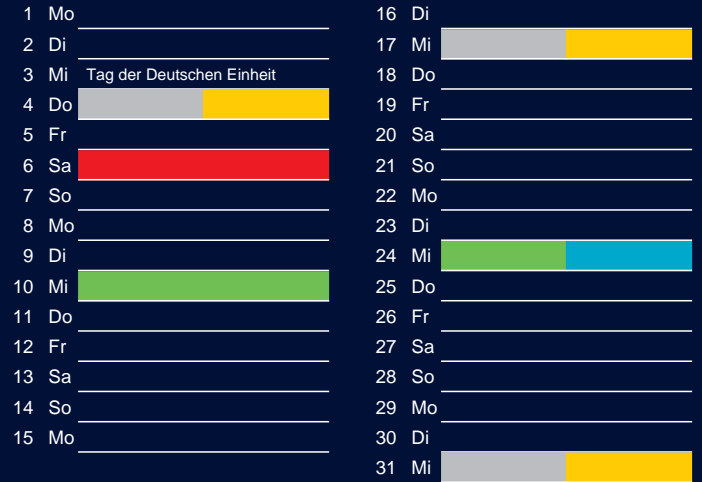 1 Mo
2 Di
3 Mi Tag der Deutschen Einheit
4 Do
5 Fr
6 Sa
7 So
8 Mo
9 Di
10 Mi
11 Do
12 Fr
13 Sa
14 So
15 Mo
16 Di
17 Mi
18 Do
19 Fr
20 Sa
21 So
22 Mo
23 Di
24 Mi
25 Do
26 Fr
27 Sa
28 So
29 Mo
30 Di
31 Mi